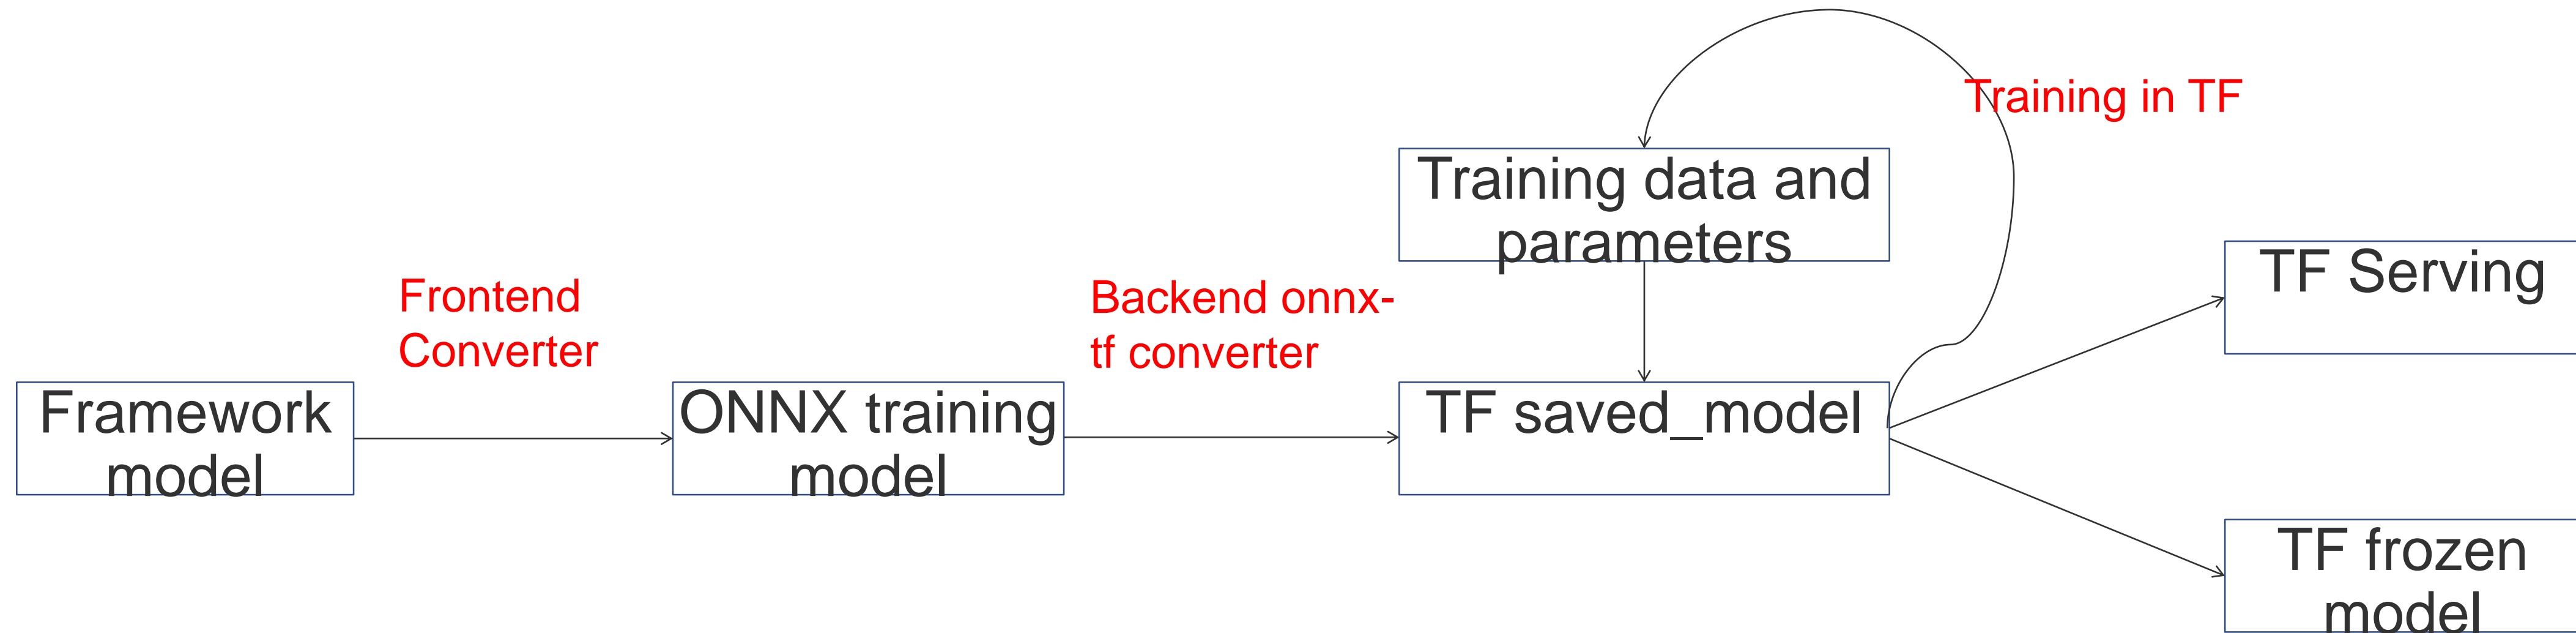 Training in TF
Training data and
parameters
TF Serving
Frontend
Converter
Backend onnx-
tf converter
Framework
model
ONNX training
model
TF saved_model
TF frozen
model